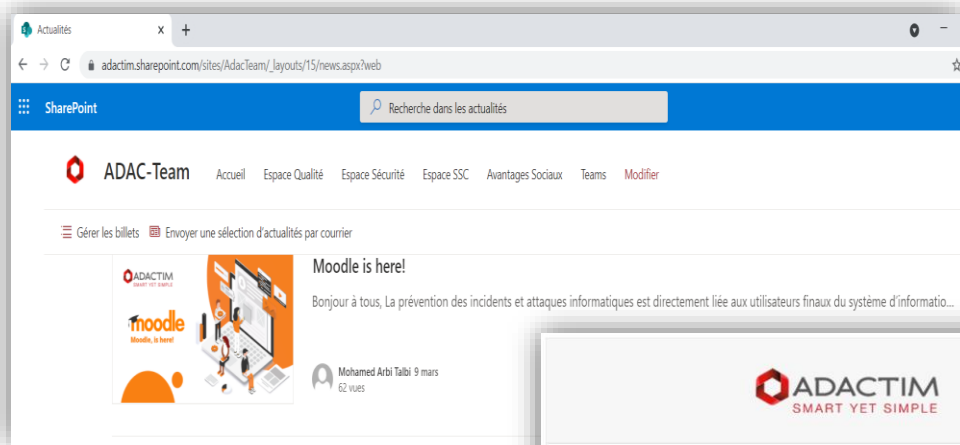 Actualités
adactim.sharepoint.com/sites/AdacTeam/_layouts/15/news.aspx?web
SharePoint
Recherche dans les actualités
ADAC-Team
Accueil Espace Qualité Espace Sécurité Espace SSC Avantages Sociaux Teams Modifier
Gérer les billets Envoyer une sélection d'actualités par courrier
ADACTIM
SMART YET SIMPLE
moodle
Moodle, is here!
Moodle is here!
Bonjour à tous, La prévention des incidents et attaques informatiques est directement liée aux utilisateurs finaux du système d'informatio...
Mohamed Arbi Talbi 9 mars
62 vues
ADACTIM
SMART YET SIMPLE